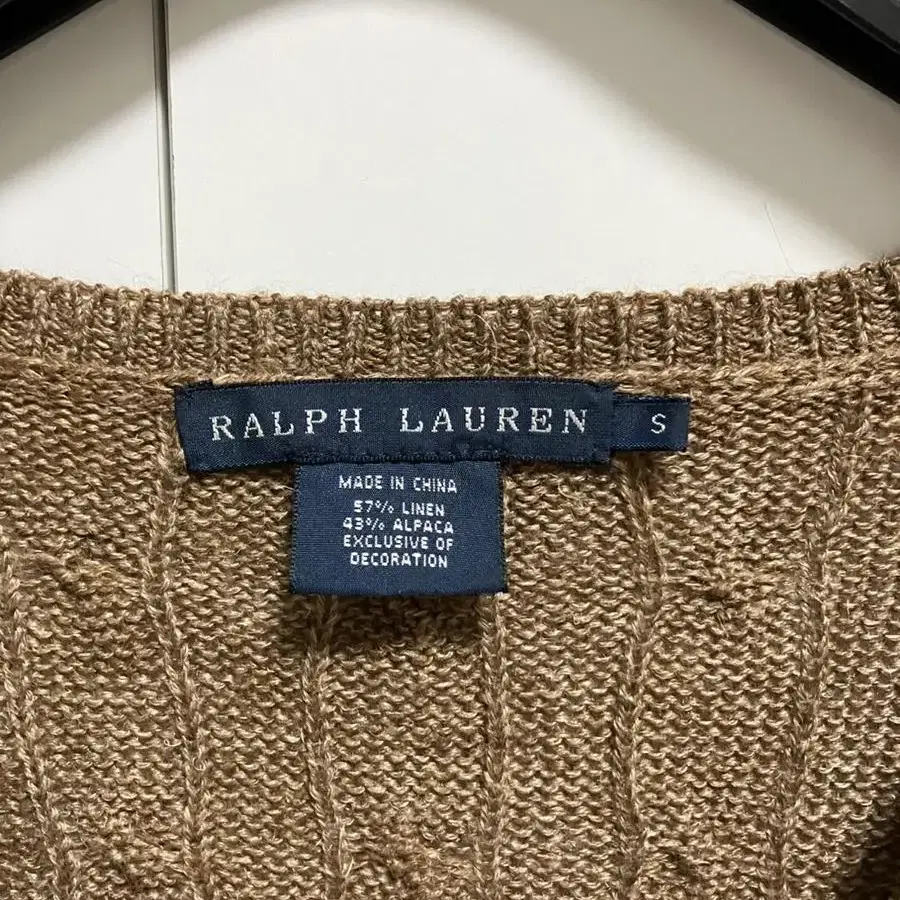 RALPH LAUREN
S
MADE IN CHINA
57% LINEN
43% ALPACA
EXCLUSIVE OF
DECORATION